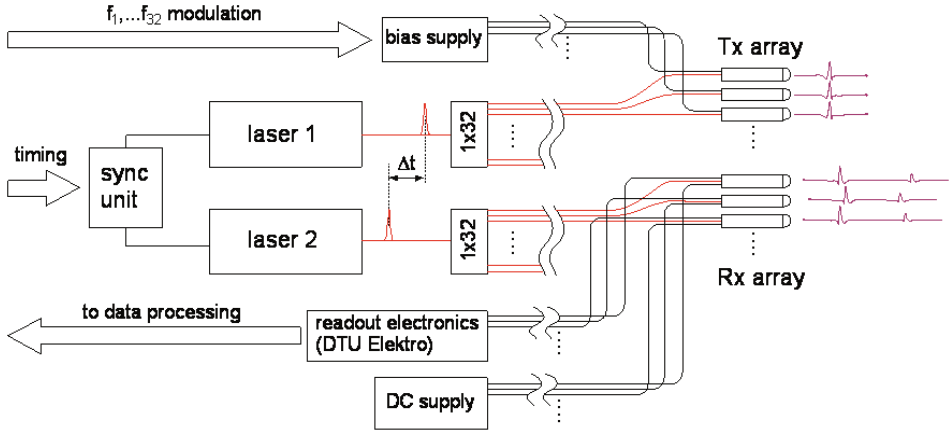 f1,...f32 modulation
bias supply
Tx array
laser 1
1x32
timing
sync
unit
Δt
laser 2
1x32
Rx array
to data processing
readout electronics
(DTU Elektro)
DC supply